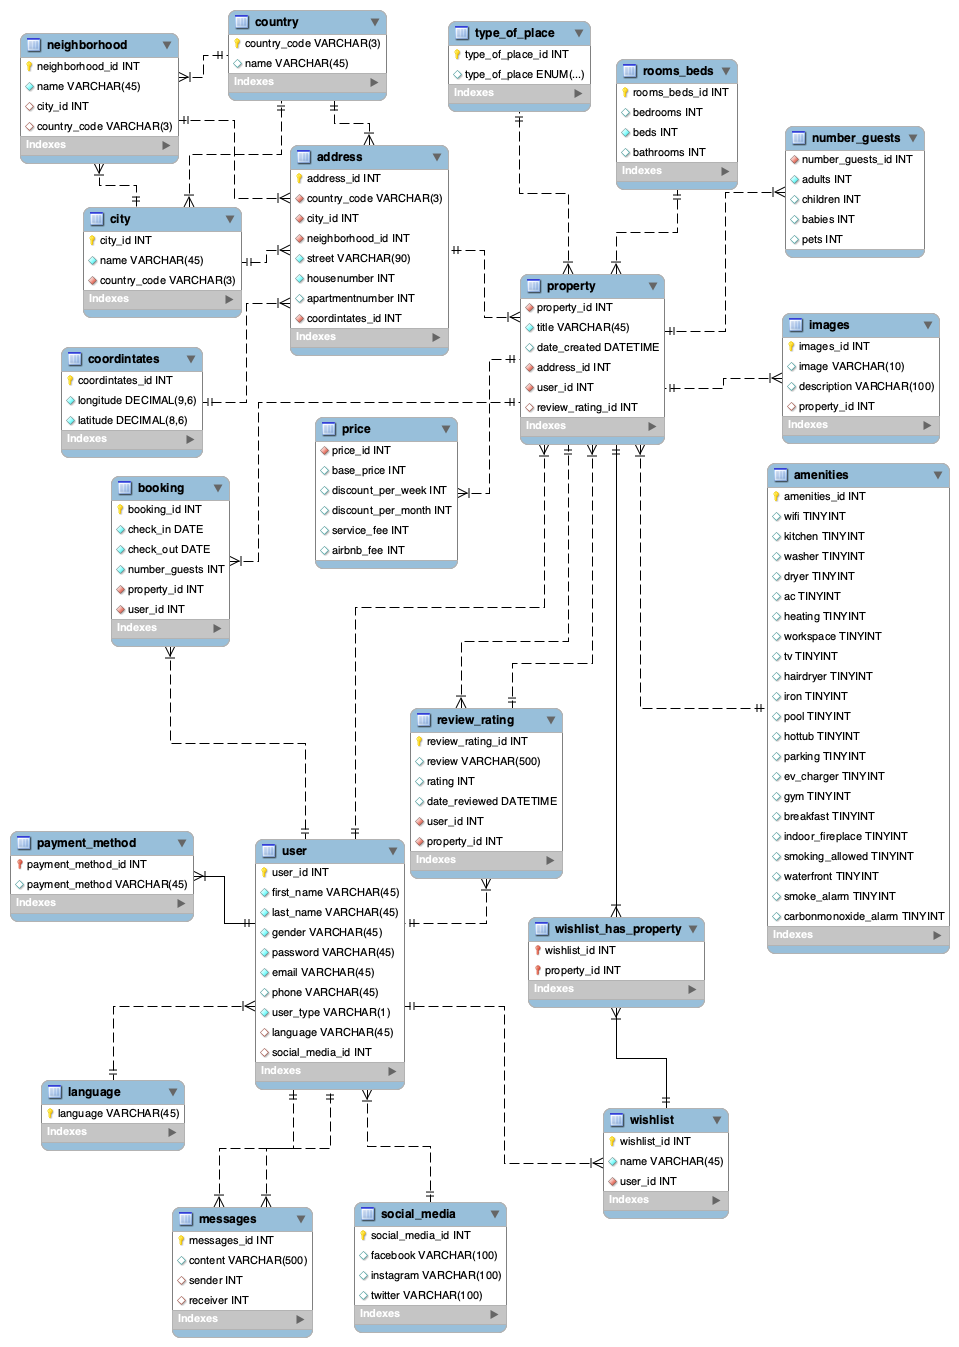 country
country_code VARCHAR(3)
name VARCHAR(45)
Indexes
neighborhood
neighborhood_id INT
name VARCHAR(45)
city_id INT
country_code VARCHAR(3)
Indexes
type_of_place
type_of_place_id INT
type_of_place ENUM(...)
Indexes
rooms_beds
rooms_beds_id INT
bedrooms INT
beds INT
bathrooms INT
Indexes
number_guests
number_guests_id INT
adults INT
children INT
babies INT
pets INT
address
address_id INT
country_code VARCHAR(3)
city_id INT
neighborhood_id INT
street VARCHAR(90)
housenumber INT
apartmentnumber INT
coordintates_id INT
Indexes
city
city_id INT
name VARCHAR(45)
country_code VARCHAR(3)
Indexes
property
property_id INT
title VARCHAR(45)
date_created DATETIME
address_id INT
user_id INT
review_rating_id INT
Indexes
images
images_id INT
image VARCHAR(10)
description VARCHAR(100)
property_id INT
Indexes
coordintates
coordintates_id INT
longitude DECIMAL(9,6)
latitude DECIMAL(8,6)
Indexes
price
price_id INT
base_price INT
discount_per_week INT
discount_per_month INT
service_fee INT
airbnb_fee INT
booking
booking_id INT
check_in DATE
check_out DATE
number_guests INT
property_id INT
user_id INT
Indexes
amenities
amenities_id INT
wifi TINYINT
kitchen TINYINT
washer TINYINT
dryer TINYINT
ac TINYINT
heating TINYINT
workspace TINYINT
tv TINYINT
hairdryer TINYINT
iron TINYINT
pool TINYINT
hottub TINYINT
parking TINYINT
ev_charger TINYINT
gym TINYINT
breakfast TINYINT
indoor_fireplace TINYINT
smoking_allowed TINYINT
waterfront TINYINT
smoke_alarm TINYINT
carbonmonoxide_alarm TINYINT
Indexes
review_rating
review_rating_id INT
review VARCHAR(500)
rating INT
date_reviewed DATETIME
user_id INT
property_id INT
Indexes
payment_method
payment_method_id INT
payment_method VARCHAR(45)
Indexes
user
user_id INT
first_name VARCHAR(45)
last_name VARCHAR(45)
gender VARCHAR(45)
password VARCHAR(45)
email VARCHAR(45)
phone VARCHAR(45)
user_type VARCHAR(1)
language VARCHAR(45)
social_media_id INT
Indexes
wishlist_has_property
wishlist_id INT
property_id INT
Indexes
language
language VARCHAR(45)
Indexes
wishlist
wishlist_id INT
name VARCHAR(45)
user_id INT
Indexes
messages
messages_id INT
content VARCHAR(500)
sender INT
receiver INT
Indexes
social_media
social_media_id INT
facebook VARCHAR(100)
instagram VARCHAR(100)
twitter VARCHAR(100)
Indexes